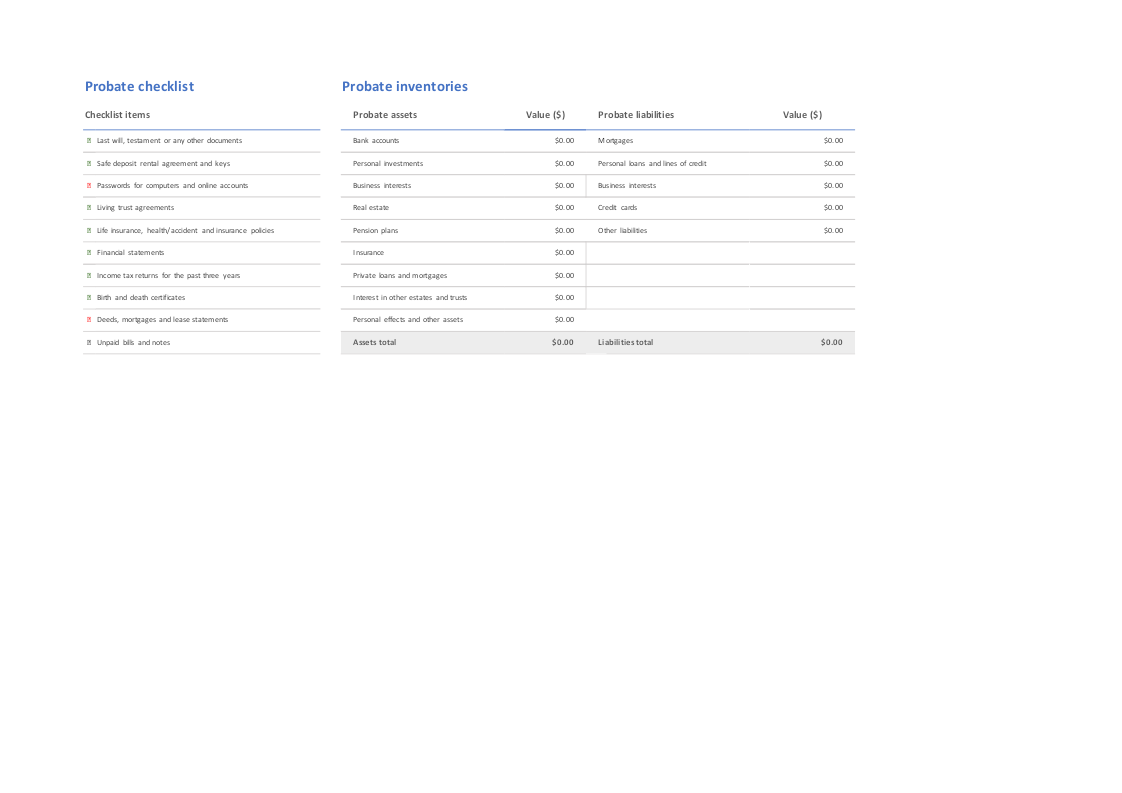 Probate checklist
Checklist items
Last will, testament or any other documents
Safe deposit rental agreement and keys
Passwords for computers and online accounts
Living trust agreements
Life insurance, health/accident and insurance policies
Financial statements
Income tax returns for the past three years
Birth and death certificates
Deeds, mortgages and lease statements
Unpaid bills and notes
Probate inventories
Probate assets Value ($) Probate liabilities Value ($)
Bank accounts $0.00 Mortgages $0.00
Personal investments $0.00 Personal loans and lines of credit $0.00
Business interests $0.00 Business interests $0.00
Real estate $0.00 Credit cards $0.00
Pension plans $0.00 Other liabilities $0.00
Insurance $0.00
Private loans and mortgages $0.00
Interest in other estates and trusts $0.00
Personal effects and other assets $0.00
Assets total $0.00 Liabilities total $0.00